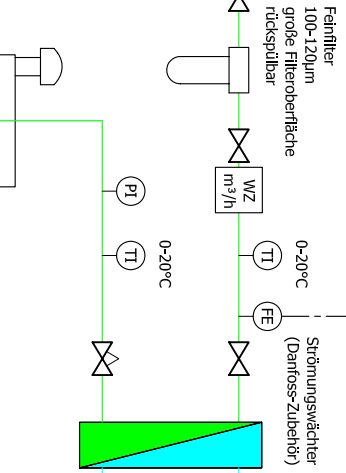 Feinfilter
100-120µm
große Filteroberfläche
rückspülbar
WZ
m³/h
TI
0-20°C
FE
Strömungswächter
(Danfoss-Zubehör)
PI
TI
0-20°C